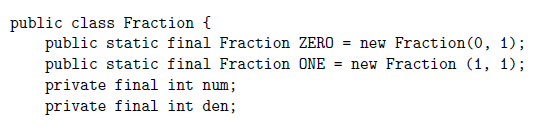 public class Fraction {
    public static final Fraction ZERO = new Fraction(0, 1);
    public static final Fraction ONE = new Fraction (1, 1);
    private final int num;
    private final int den;